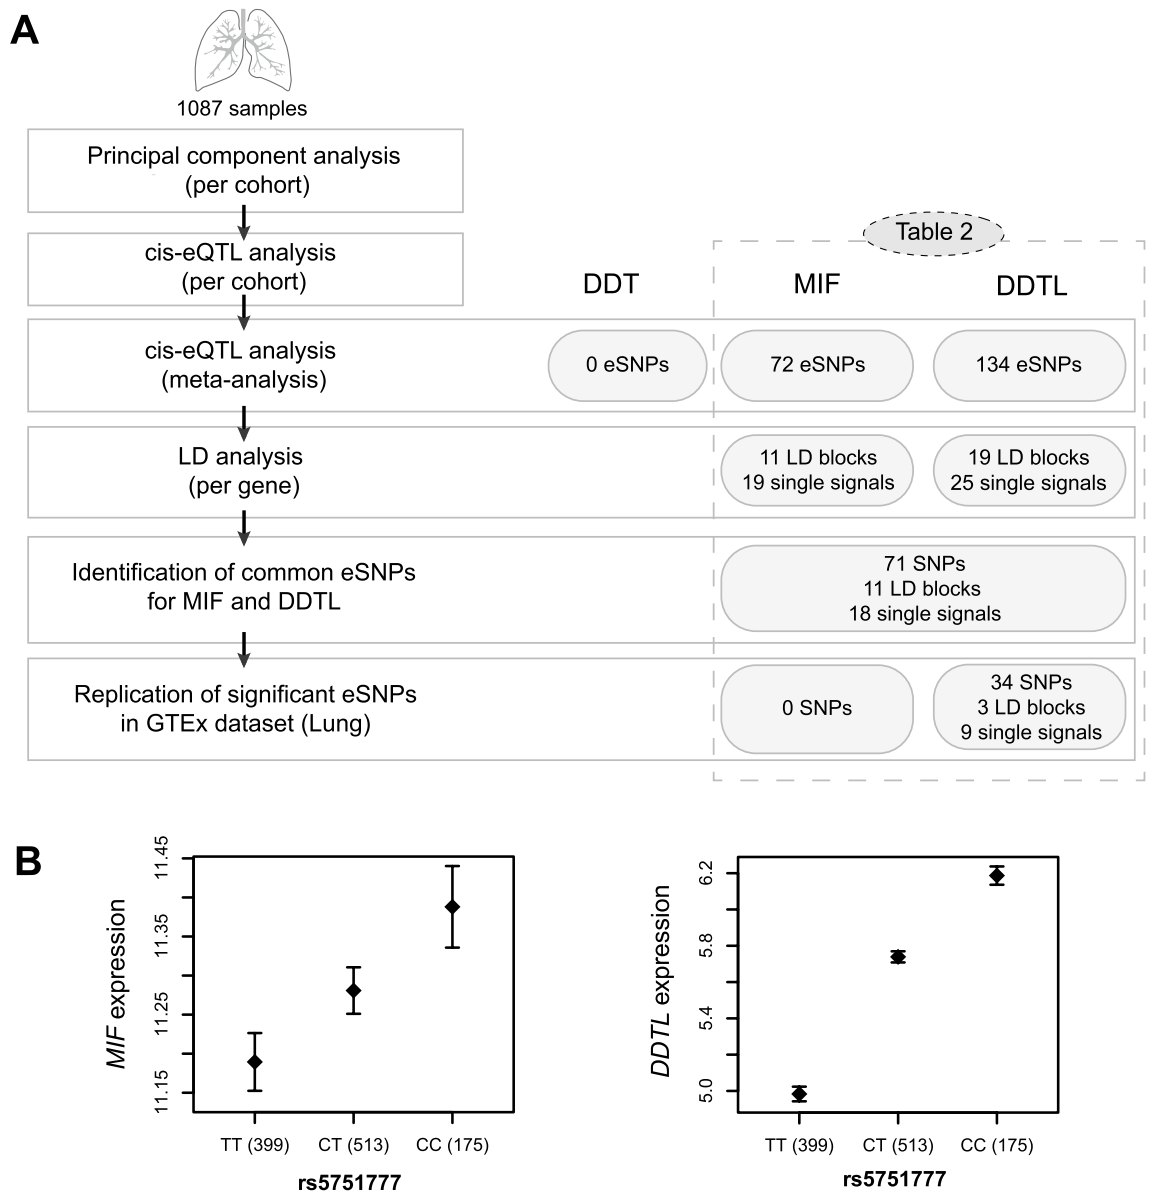 A
1087 samples
Principal component analysis
(per cohort)
cis-eQTL analysis
(per cohort)
Table 2
DDT
MIF
DDTL
cis-eQTL analysis
(meta-analysis)
0 eSNPs
72 eSNPs
134 eSNPs
LD analysis
(per gene)
11 LD blocks
19 single signals
19 LD blocks
25 single signals
Identification of common eSNPs
for MIF and DDTL
71 SNPs
11 LD blocks
18 single signals
Replication of significant eSNPs
in GTEx dataset (Lung)
0 SNPs
34 SNPs
3 LD blocks
9 single signals
B
MIF expression
11.45
11.35
11.25
11.15
TT (399)
CT (513)
CC (175)
rs5751777
DDTL expression
6.2
5.8
5.4
5.0
TT (399)
CT (513)
CC (175)
rs5751777